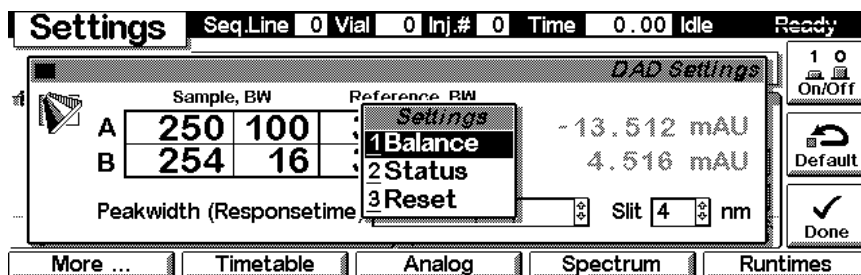 Settings Seq.Line 0 Vial 0 Inj.# 0 Time 0.00 Idle Ready
DAD Settings
1 0
On/Off
Sample, BW Reference, BW
Settings
A 250 100 -13.512 mAU
1 Balance
B 254 16 4.516 mAU
2 Status
3 Reset
Default
Peakwidth (Responsetime) Slit 4 nm
Done
More ... Timetable Analog Spectrum Runtimes